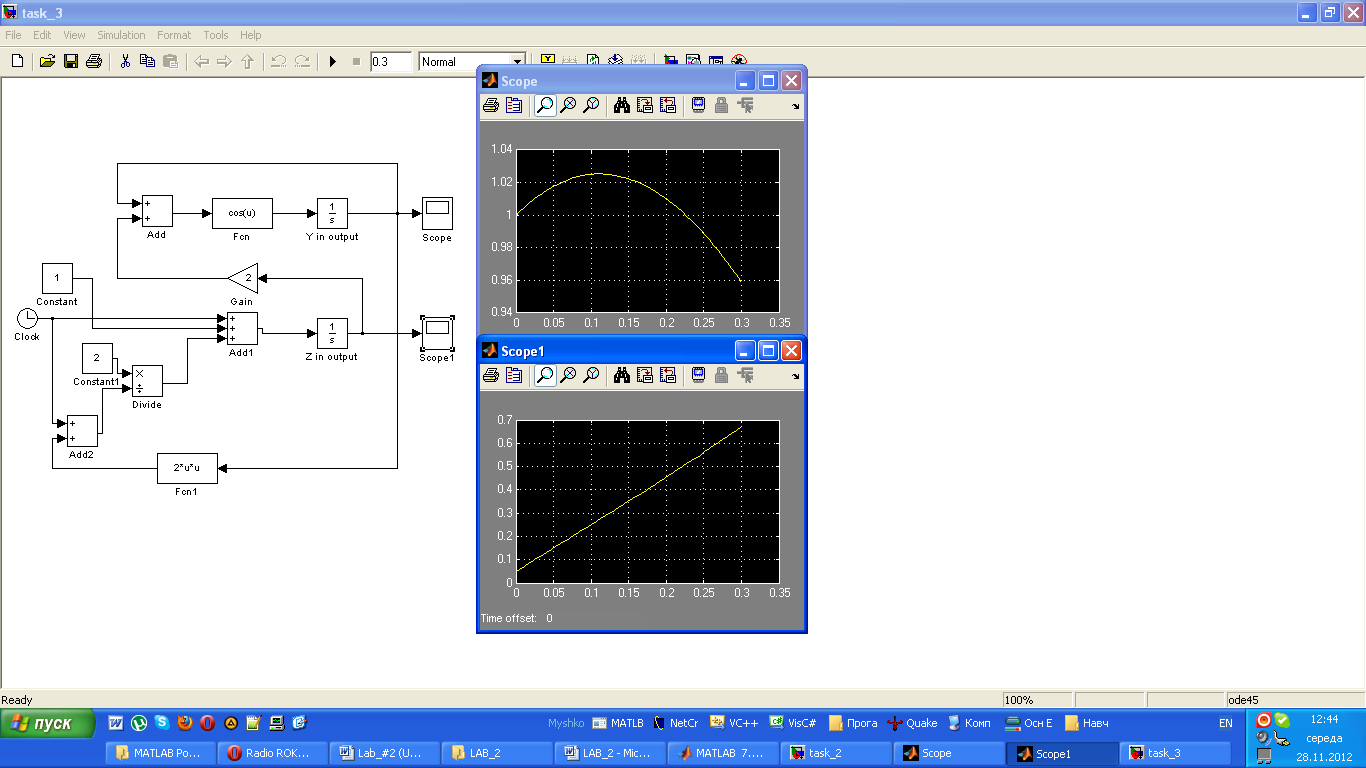 task_3
File Edit View Simulation Format Tools Help
0.3 Normal
Scope
1.04
1.02
1
0.98
0.96
0.94
0 0.05 0.1 0.15 0.2 0.25 0.3 0.35
+
+
Add
cos(u)
Fcn
1
s
Y in output
Scope
1
Constant
2
Gain
Clock
+
+
+
Add1
1
s
Z in output
Scope1
2
Constant1
×
÷
Divide
+
+
Add2
2*u*u
Fcn1
Scope1
0.7
0.6
0.5
0.4
0.3
0.2
0.1
0
0 0.05 0.1 0.15 0.2 0.25 0.3 0.35
Time offset: 0
Ready 100% ode45
пуск Myshko MATLB NetCr VC++ VisC# Прога Quake Комп Осн Е Навч EN 12:44
середа
28.11.2012
MATLAB Po... Radio ROK... Lab_#2 (U... LAB_2 LAB_2 - Mic... MATLAB 7.... task_2 Scope Scope1 task_3